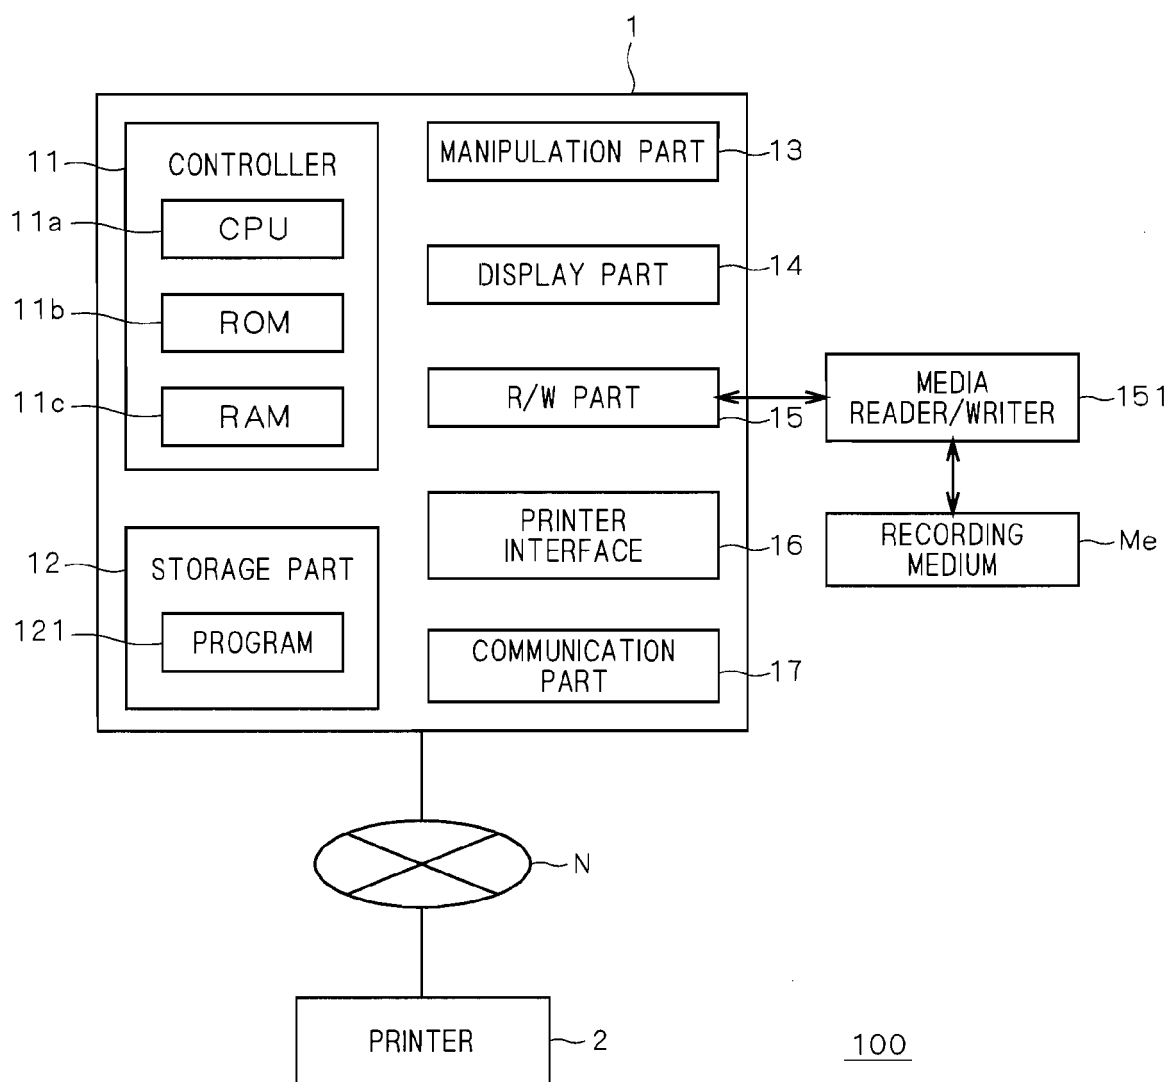 1
11
CONTROLLER
11a
CPU
11b
ROM
11c
RAM
12
STORAGE PART
121
PROGRAM
MANIPULATION PART
13
DISPLAY PART
14
R/W PART
15
PRINTER
INTERFACE
16
COMMUNICATION
PART
17
MEDIA
READER/WRITER
151
RECORDING
MEDIUM
Me
N
PRINTER
2
100